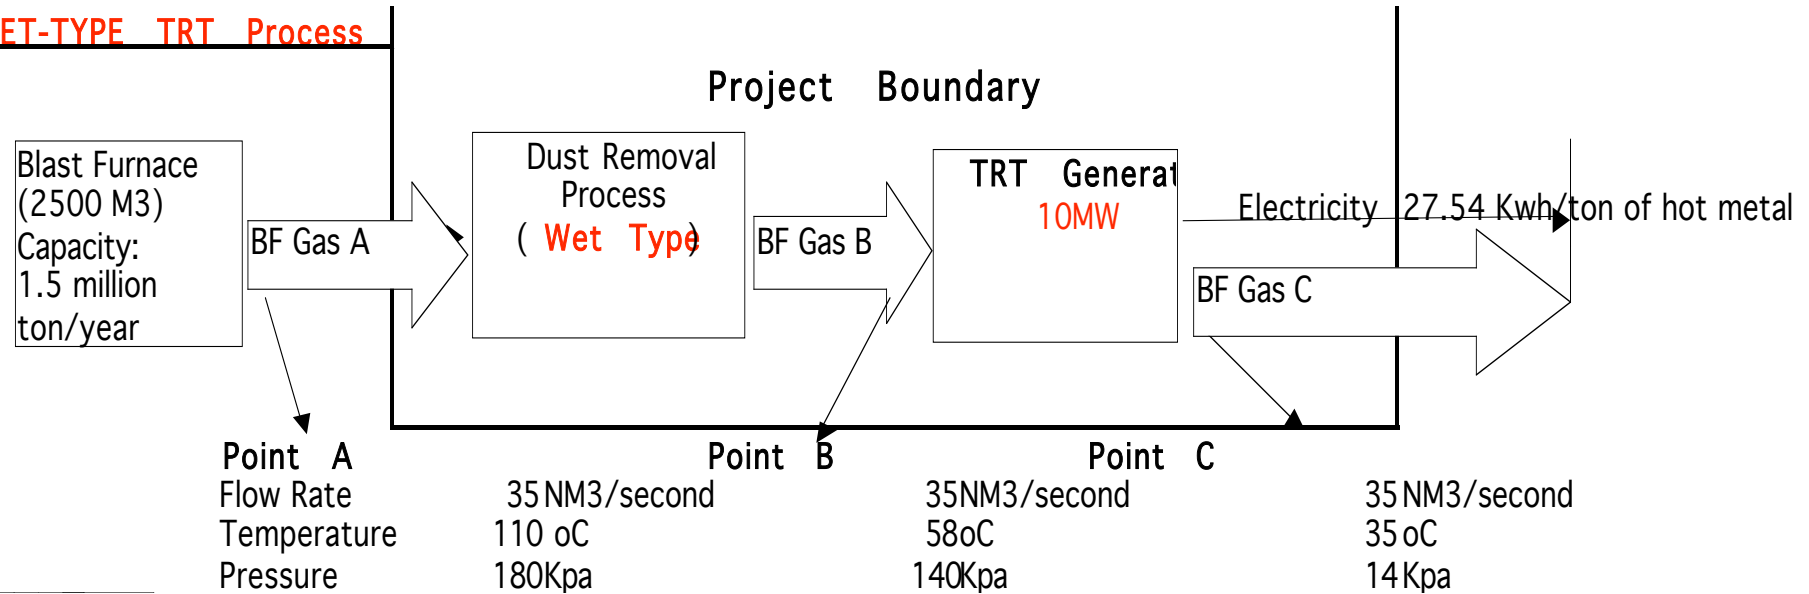 ET-TYPE TRT Process
Project Boundary
Blast Furnace
(2500 M3)
Capacity:
1.5 million
ton/year
BF Gas A
Dust Removal
Process
( Wet Type)
BF Gas B
TRT Generat
10MW
Electricity 27.54 Kwh/ton of hot metal
BF Gas C
Point A Point B Point C
Flow Rate 35NM3/second 35NM3/second 35NM3/second
Temperature 110 oC 58oC 35oC
Pressure 180Kpa 140Kpa 14Kpa